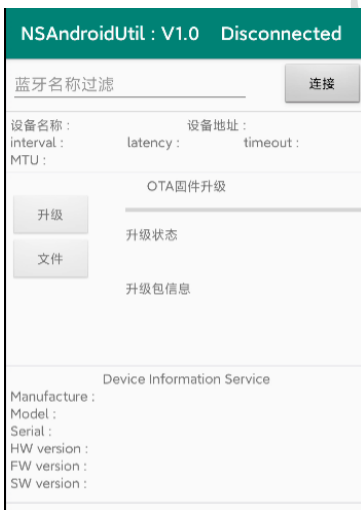 NSAndroidUtil : V1.0 Disconnected
蓝牙名称过滤 连接
设备名称 : 设备地址 :
interval : latency : timeout :
MTU :
OTA固件升级
升级
升级状态
文件
升级包信息
Device Information Service
Manufacture :
Model :
Serial :
HW version :
FW version :
SW version :